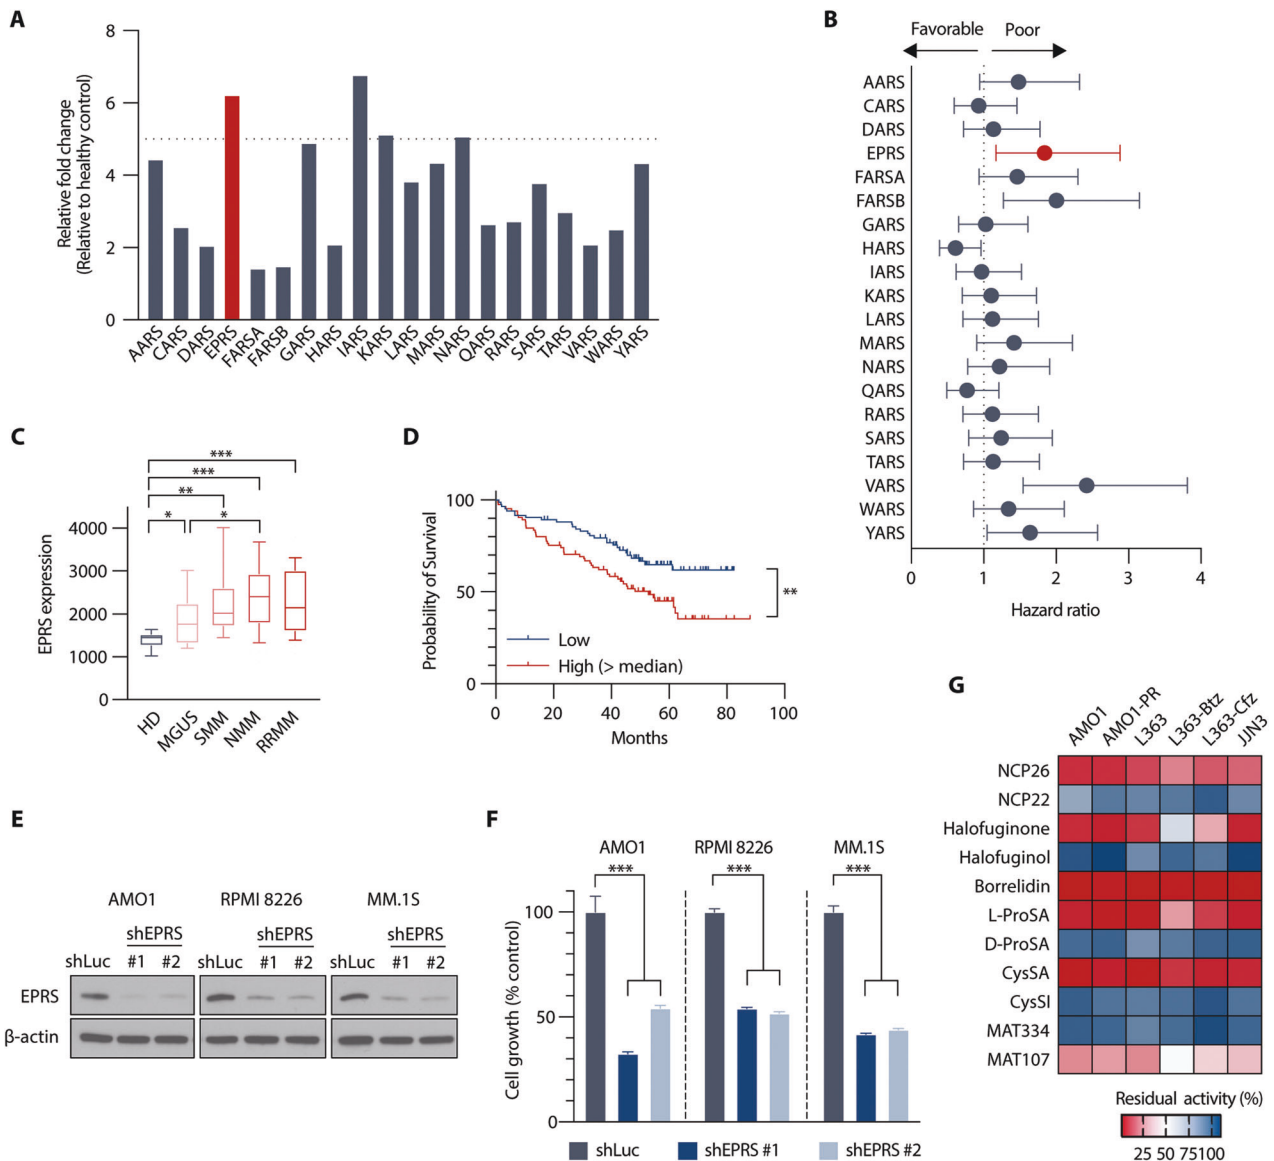 A
Relative fold change
(Relative to healthy control)
8
6
4
2
0
AARS
CARS
DARS
EPRS
FARSA
FARSB
GARS
HARS
IARS
KARS
LARS
MARS
NARS
QARS
RARS
SARS
TARS
VARS
WARS
YARS
B
Favorable
Poor
AARS
CARS
DARS
EPRS
FARSA
FARSB
GARS
HARS
IARS
KARS
LARS
MARS
NARS
QARS
RARS
SARS
TARS
VARS
WARS
YARS
0 1 2 3 4
Hazard ratio
C
***
***
**
* *
EPRS expression
4000
3000
2000
1000
0
HD
MGUS
SMM
NMM
RRMM
D
Probability of Survival
100
50
0
**
Low
High (> median)
0 20 40 60 80 100
Months
E
AMO1 RPMI 8226 MM.1S
shEPRS shEPRS shEPRS
shLuc #1 #2 shLuc #1 #2 shLuc #1 #2
EPRS
β-actin
F
AMO1 RPMI 8226 MM.1S
*** *** ***
Cell growth (% control)
100
50
0
shLuc shEPRS #1 shEPRS #2
G
AMO1
AMO1-PR
L363
L363-Btz
L363-Cfz
JJN3
NCP26
NCP22
Halofuginone
Halofuginol
Borrelidin
L-ProSA
D-ProSA
CysSA
CysSI
MAT334
MAT107
Residual activity (%)
25 50 75 100